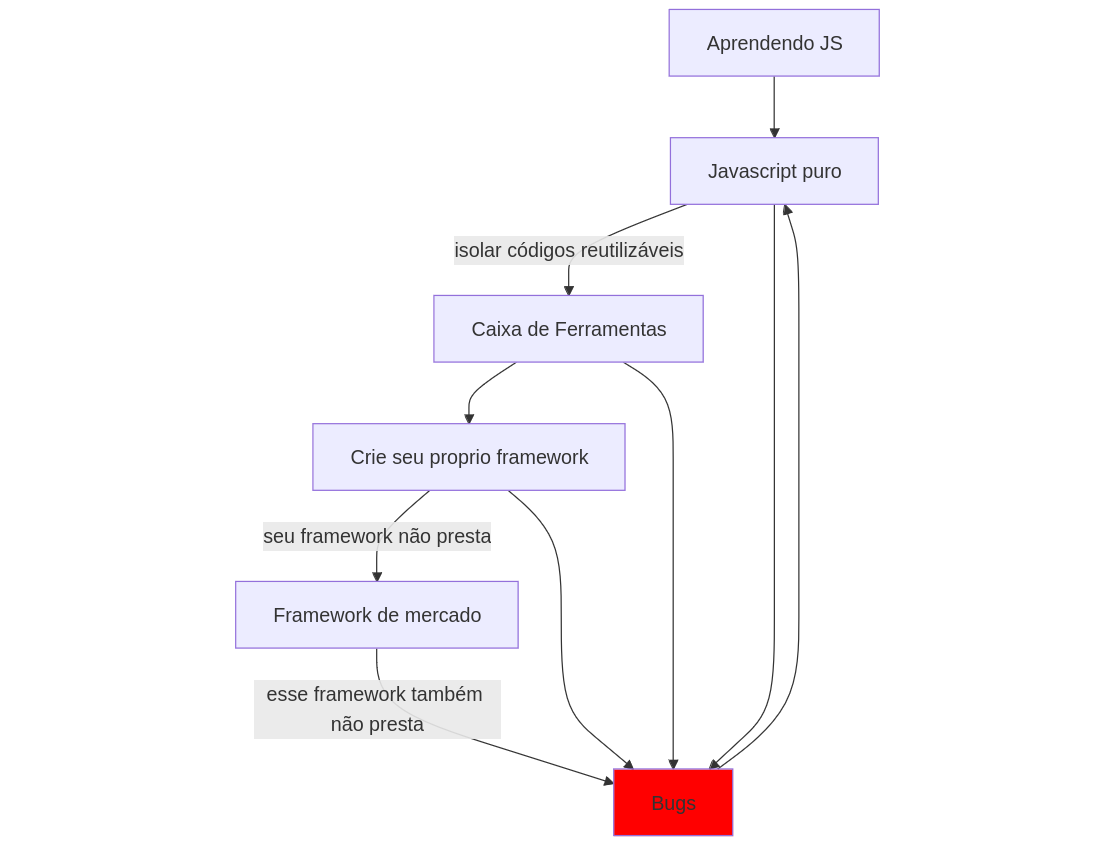 Aprendendo JS
Javascript puro
isolar códigos reutilizáveis
Caixa de Ferramentas
Crie seu proprio framework
seu framework não presta
Framework de mercado
esse framework também
não presta
Bugs